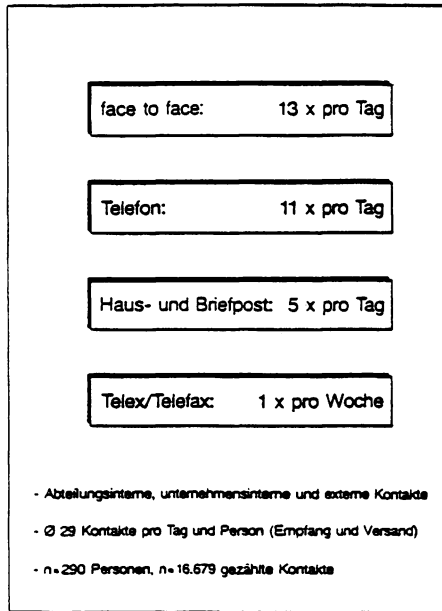 face to face: 13 x pro Tag
Telefon: 11 x pro Tag
Haus- und Briefpost: 5 x pro Tag
Telex/Telefax: 1 x pro Woche
- Abteilungsinterne, unternehmensinterne und externe Kontakte
- Ø 29 Kontakte pro Tag und Person (Empfang und Versand)
- n=290 Personen, n=16.679 gezählte Kontakte